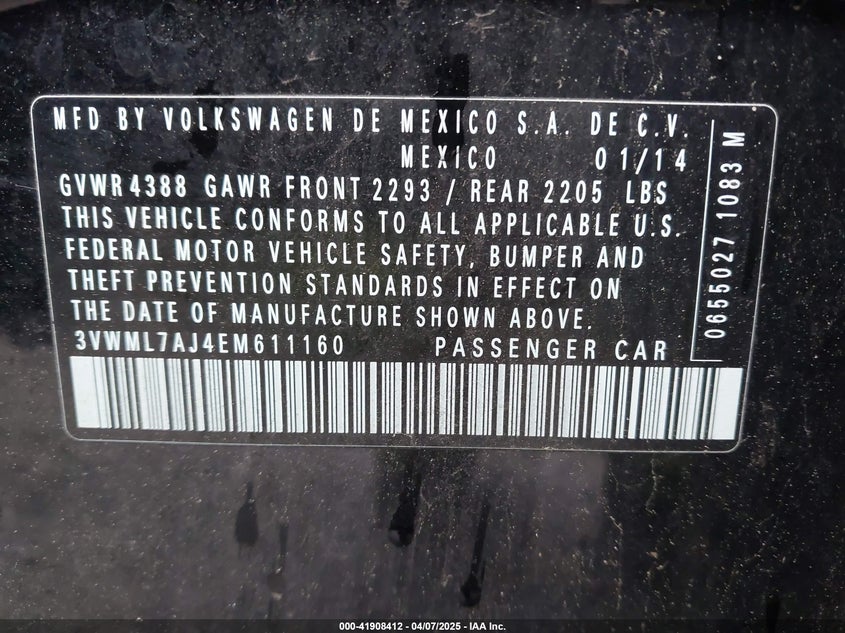 MFD BY VOLKSWAGEN DE MEXICO S.A. DE C.V.
MEXICO 01/14
GVWR 4388 GAWR FRONT 2293 / REAR 2205 LBS
THIS VEHICLE CONFORMS TO ALL APPLICABLE U.S.
FEDERAL MOTOR VEHICLE SAFETY, BUMPER AND
THEFT PREVENTION STANDARDS IN EFFECT ON
THE DATE OF MANUFACTURE SHOWN ABOVE.
3VWML7AJ4EM611160 PASSENGER CAR
0655027 1083 M
000-41908412 - 04/07/2025 - IAA Inc.